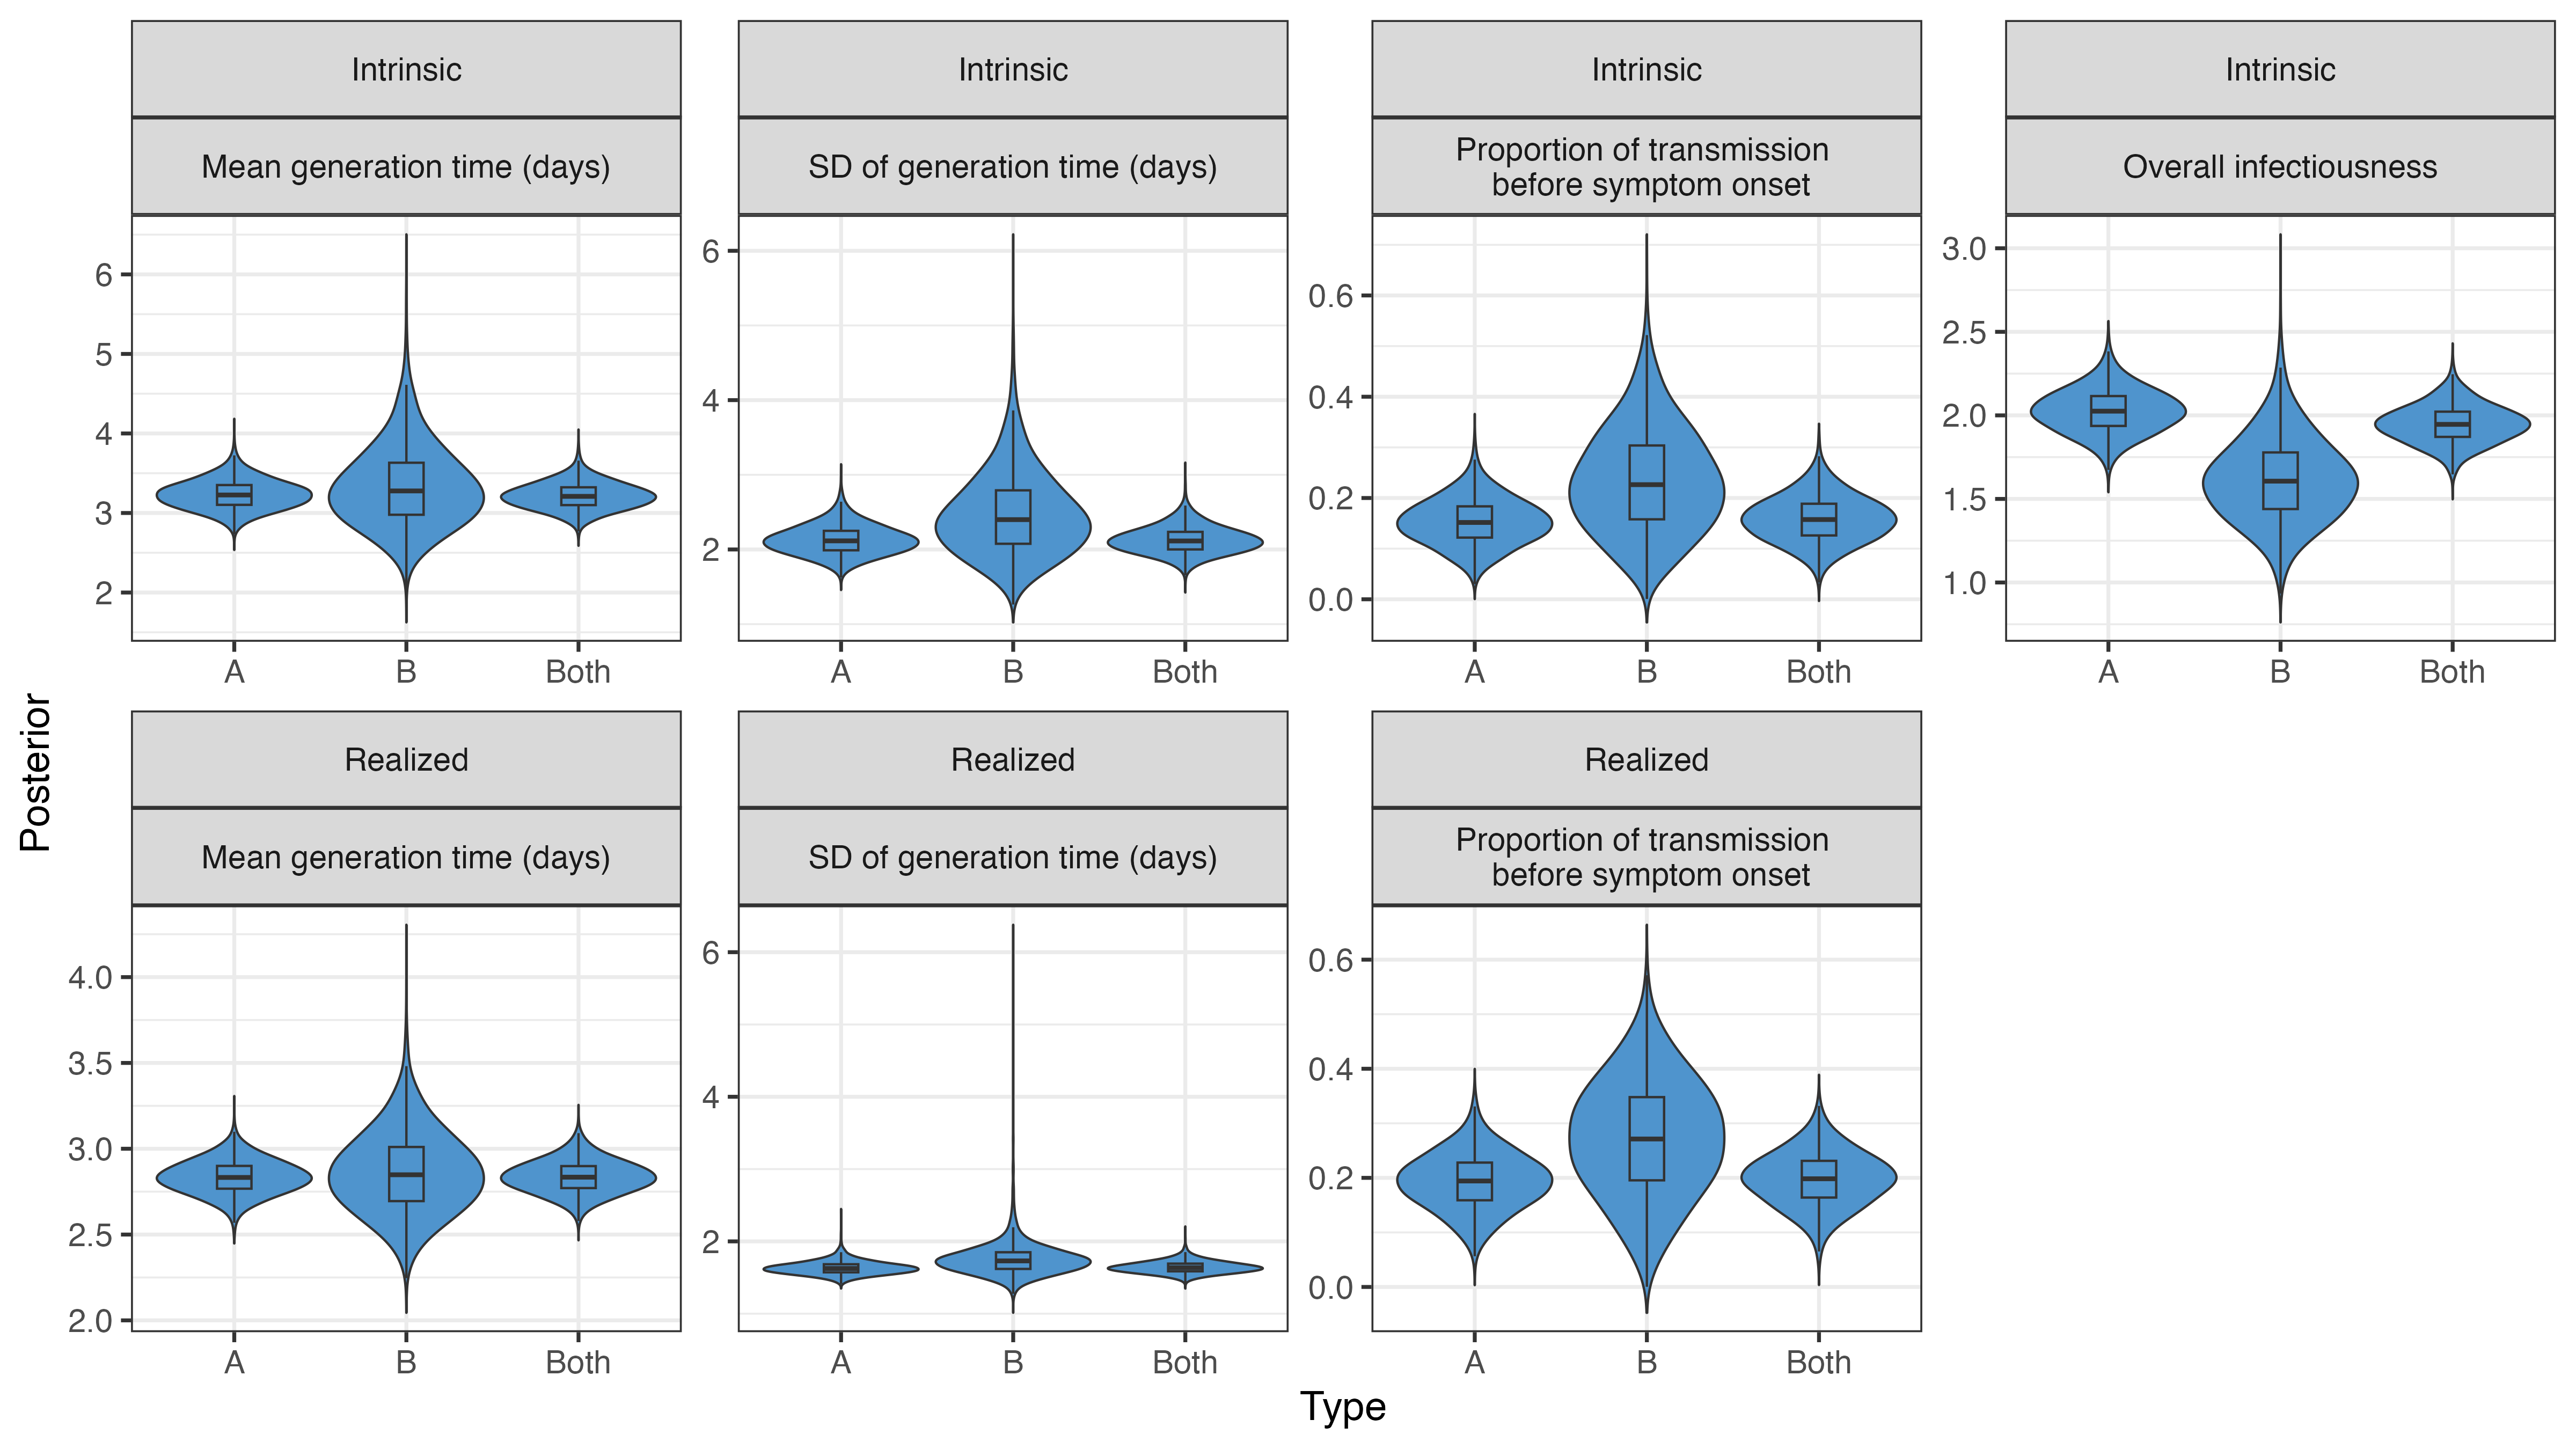 Intrinsic
Intrinsic
Intrinsic
Intrinsic
Mean generation time (days)
SD of generation time (days)
Proportion of transmission
before symptom onset
Overall infectiousness
6
5
4
3
2
6
4
2
0.6
0.4
0.2
0.0
3.0
2.5
2.0
1.5
1.0
A
B
Both
A
B
Both
A
B
Both
A
B
Both
Posterior
Realized
Realized
Realized
Mean generation time (days)
SD of generation time (days)
Proportion of transmission
before symptom onset
4.0
3.5
3.0
2.5
2.0
6
4
2
0.6
0.4
0.2
0.0
A
B
Both
A
B
Both
A
B
Both
Type